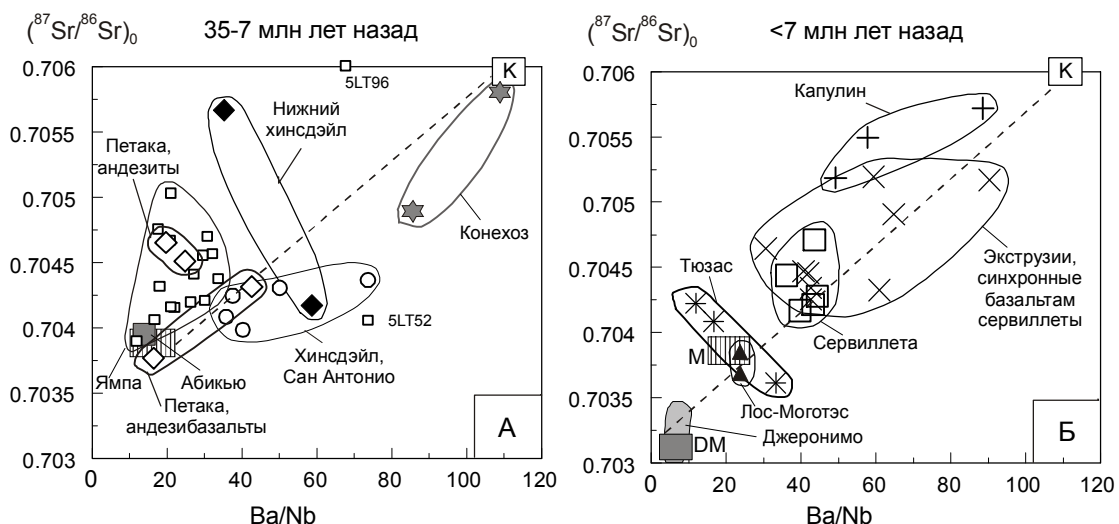 (⁸⁷Sr/⁸⁶Sr)₀
35-7 млн лет назад
0.706
0.7055
0.705
0.7045
0.704
0.7035
0.703
0
20
40
60
80
100
120
Ba/Nb
K
5LT96
Нижний
хинсдэйл
Петака,
андезиты
Конехоз
5LT52
Хинсдэйл,
Сан Антонио
Ямпа
Абикью
Петака,
андезибазальты
А
(⁸⁷Sr/⁸⁶Sr)₀
<7 млн лет назад
0.706
0.7055
0.705
0.7045
0.704
0.7035
0.703
0
20
40
60
80
100
120
Ba/Nb
K
Капулин
Экструзии,
синхронные
базальтам
сервиллеты
Тюзас
Сервиллета
M
Лос-Моготэс
Джеронимо
DM
Б